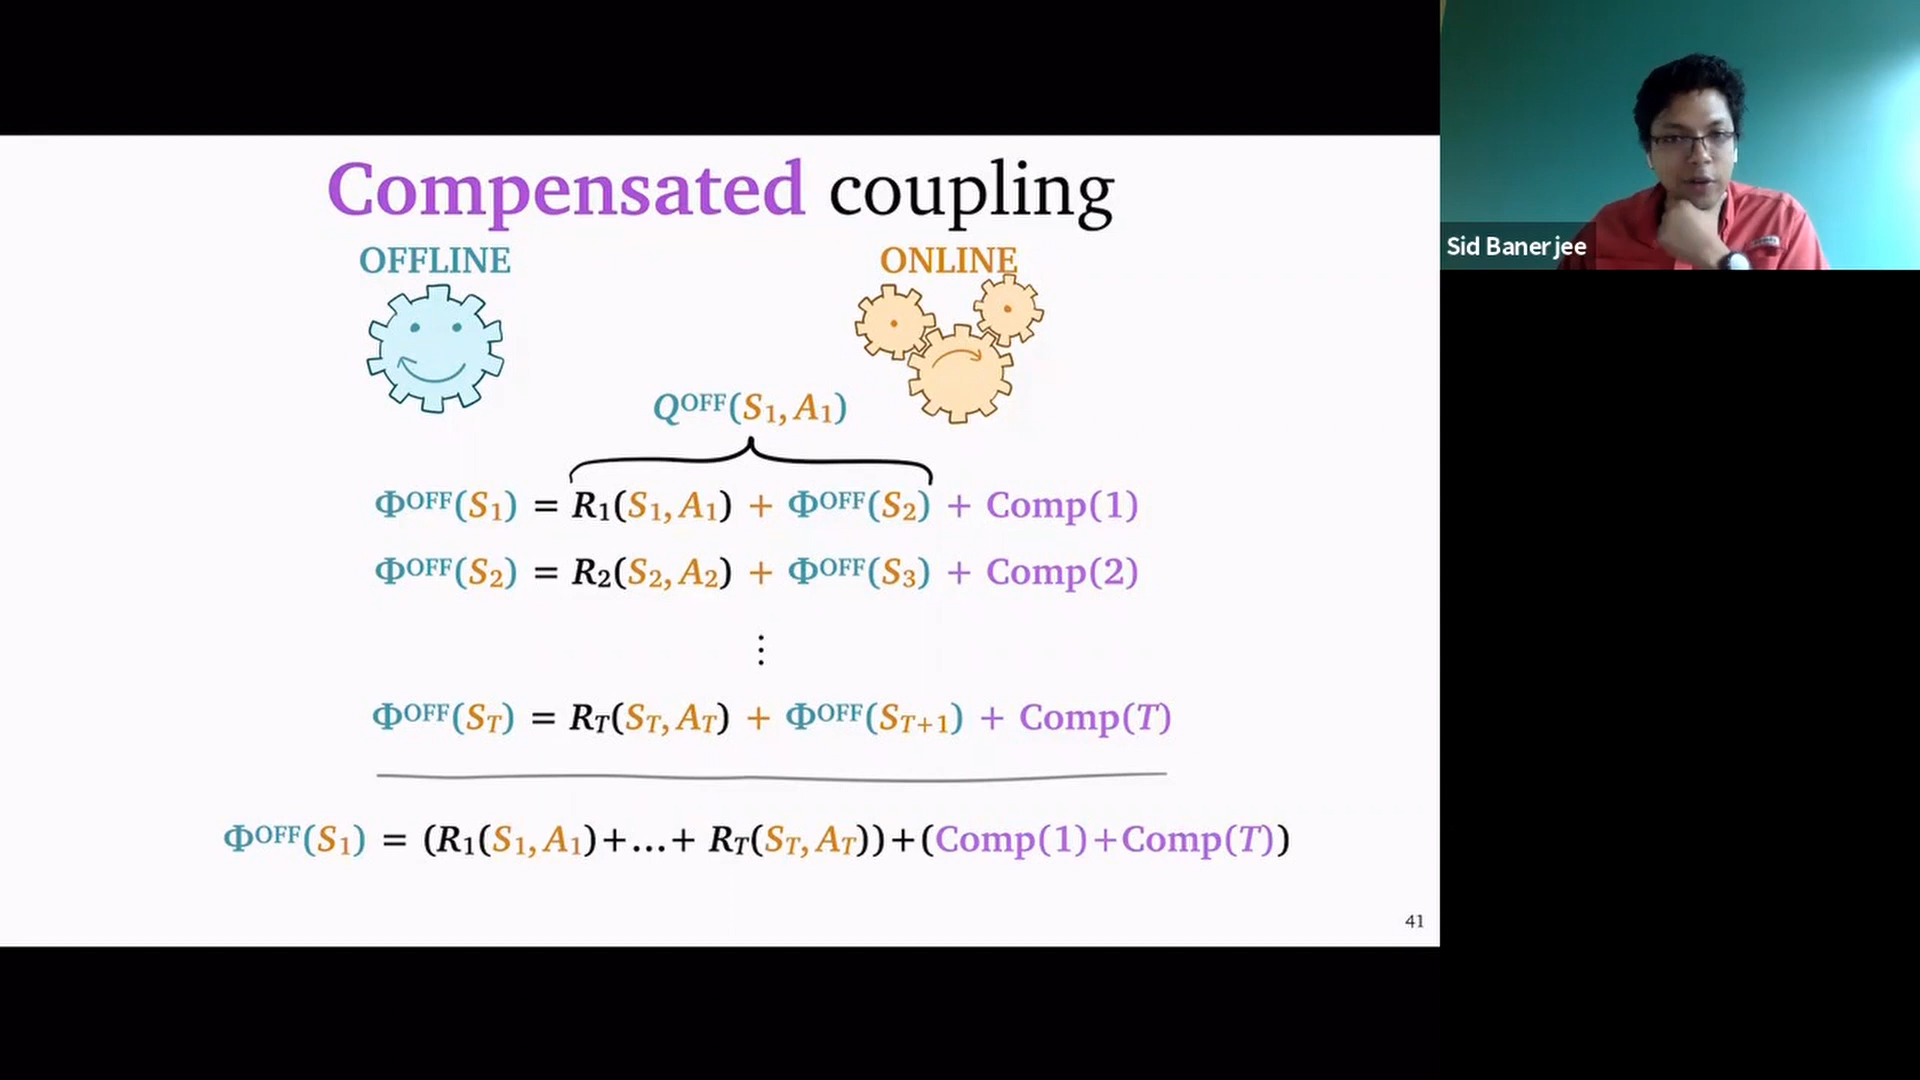 Compensated coupling
OFFLINE
ONLINE
Q^OFF(S₁, A₁)
Φ^OFF(S₁) = R₁(S₁, A₁) + Φ^OFF(S₂) + Comp(1)
Φ^OFF(S₂) = R₂(S₂, A₂) + Φ^OFF(S₃) + Comp(2)
⋮
Φ^OFF(S_T) = R_T(S_T, A_T) + Φ^OFF(S_{T+1}) + Comp(T)
Φ^OFF(S₁) = (R₁(S₁, A₁)+...+ R_T(S_T, A_T))+(Comp(1)+Comp(T))
41
Sid Banerjee